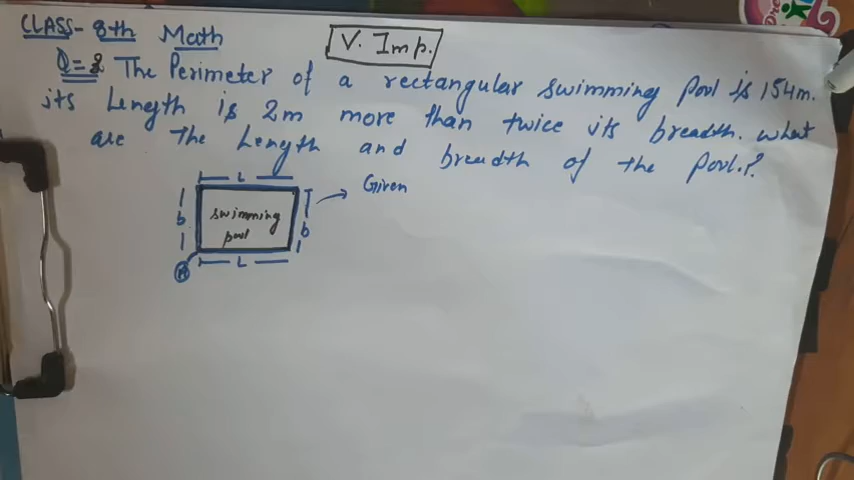 CLASS- 8th Math
V. Imp.
Q=2 The Perimeter of a rectangular swimming pool is 154m.
its Length is 2m more than twice its breadth. what
are the Length and breadth of the pool.?
L
Given
b
swimming
pool
b
L
A